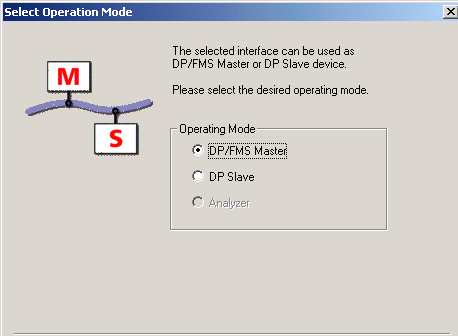 Select Operation Mode
M
S
The selected interface can be used as
DP/FMS Master or DP Slave device.
Please select the desired operating mode.
Operating Mode
DP/FMS Master
DP Slave
Analyzer